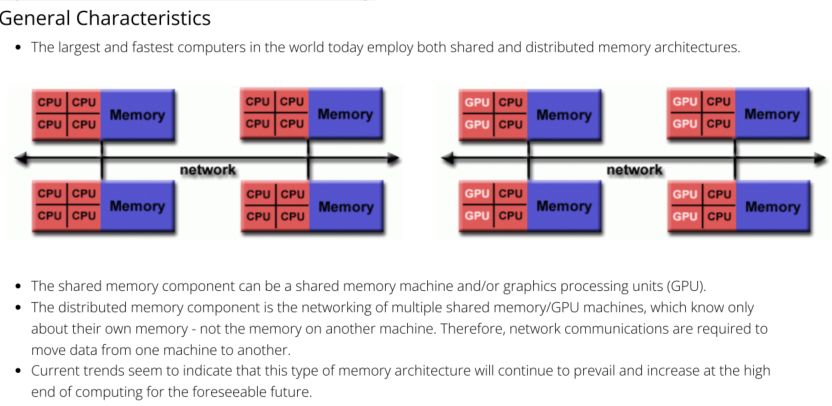 General Characteristics
• The largest and fastest computers in the world today employ both shared and distributed memory architectures.
CPU CPU Memory CPU CPU Memory GPU CPU Memory GPU CPU Memory
CPU CPU CPU CPU GPU CPU GPU CPU
network network
CPU CPU Memory CPU CPU Memory GPU CPU Memory GPU CPU Memory
CPU CPU CPU CPU GPU CPU GPU CPU
• The shared memory component can be a shared memory machine and/or graphics processing units (GPU).
• The distributed memory component is the networking of multiple shared memory/GPU machines, which know only
about their own memory - not the memory on another machine. Therefore, network communications are required to
move data from one machine to another.
• Current trends seem to indicate that this type of memory architecture will continue to prevail and increase at the high
end of computing for the foreseeable future.